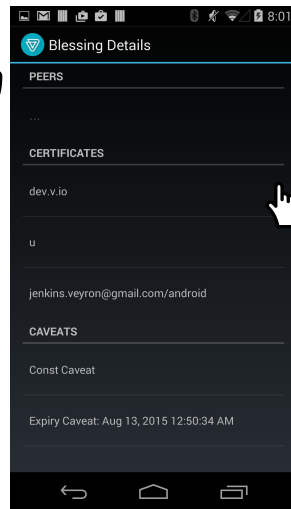 8:01
Blessing Details
PEERS
...
CERTIFICATES
dev.v.io
u
jenkins.veyron@gmail.com/android
CAVEATS
Const Caveat
Expiry Caveat: Aug 13, 2015 12:50:34 AM